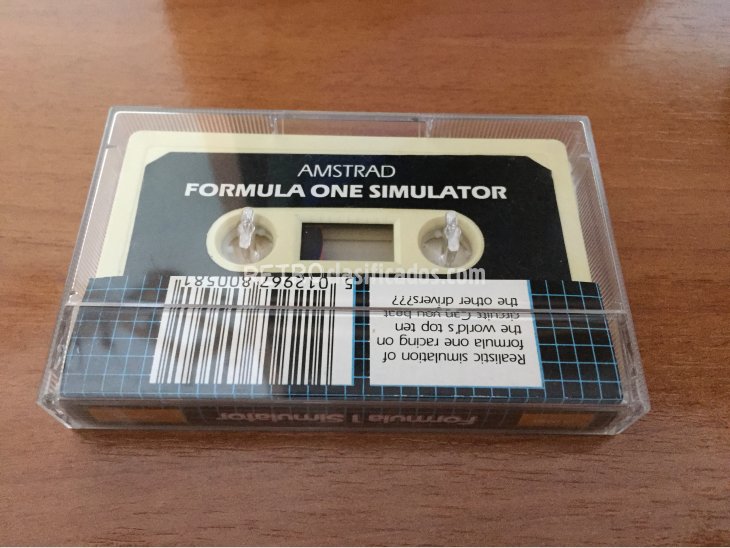 AMSTRAD
FORMULA ONE SIMULATOR
RETROclasificados.com
5 012967 800581
Realistic simulation of
formula one racing on
the world's top ten
circuits Can you beat
the other drivers???
Formula 1 Simulator